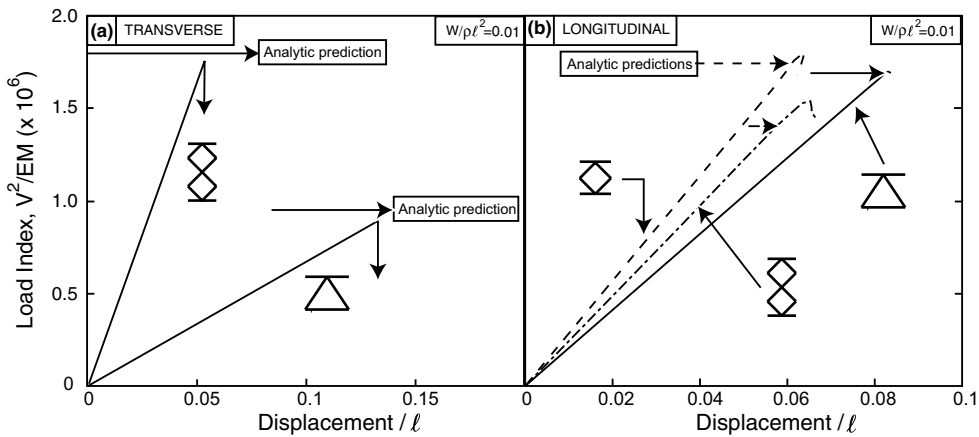 (a) TRANSVERSE
W/ρℓ²=0.01
Analytic prediction
Analytic prediction
Load Index, V²/EM (x 10⁶)
2.0
1.5
1.0
0.5
0
0 0.05 0.1 0.15
Displacement / ℓ
(b) LONGITUDINAL
W/ρℓ²=0.01
Analytic predictions
0 0.02 0.04 0.06 0.08 0.1
Displacement / ℓ